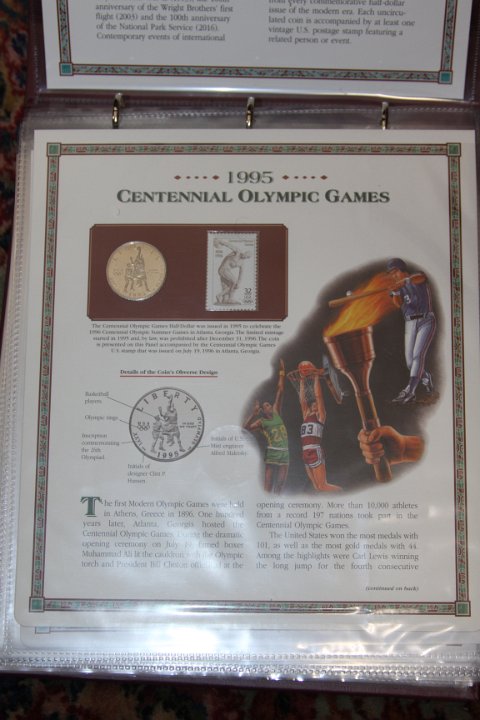 anniversary of the Wright Brothers' first
flight (2003) and the 100th anniversary
of the National Park Service (2016).
Contemporary events of international
every commemorative half-dollar
issue of the modern era. Each uncircu-
lated coin is accompanied by at least one
vintage U.S. postage stamp featuring a
related person or event.
1995
CENTENNIAL OLYMPIC GAMES
32
The Centennial Olympic Games Half-Dollar was issued in 1995 to celebrate the
1996 Centennial Olympic Summer Games in Atlanta, Georgia. The limited mintage
started in 1995 and, by law, was prohibited after December 31, 1996. The coin
is presented on this Panel accompanied by the Centennial Olympic Games
U.S. stamp that was issued on July 19, 1996 in Atlanta, Georgia.
Details of the Coin's Obverse Design
Basketball
players.
Olympic rings
Inscription
commemorating
the 26th
Olympiad.
Initials of
designer Clint P.
Hansen.
Initials of U.S.
Mint engraver
Alfred Maletsky.
LIBERTY
USA
1995
83
The first Modern Olympic Games were held
in Athens, Greece in 1896. One hundred
years later, Atlanta, Georgia hosted the
Centennial Olympic Games. During the dramatic
opening ceremony on July 19, famed boxer
Muhammad Ali lit the cauldron with the Olympic
torch and President Bill Clinton officiated at the
opening ceremony. More than 10,000 athletes
from a record 197 nations took part in the
Centennial Olympic Games.
The United States won the most medals with
101, as well as the most gold medals with 44.
Among the highlights were Carl Lewis winning
the long jump for the fourth consecutive
(continued on back)